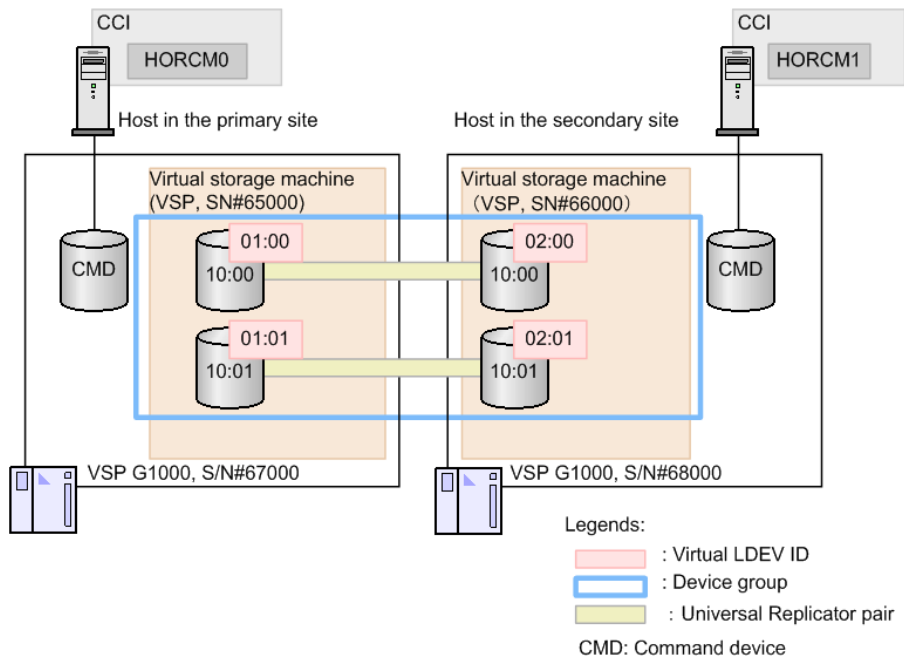 CCI
HORCM0
CCI
HORCM1
Host in the primary site
Host in the secondary site
Virtual storage machine
(VSP, SN#65000)
Virtual storage machine
（VSP, SN#66000）
CMD
01:00
10:00
02:00
10:00
CMD
01:01
10:01
02:01
10:01
VSP G1000, S/N#67000
VSP G1000, S/N#68000
Legends:
: Virtual LDEV ID
: Device group
: Universal Replicator pair
CMD: Command device